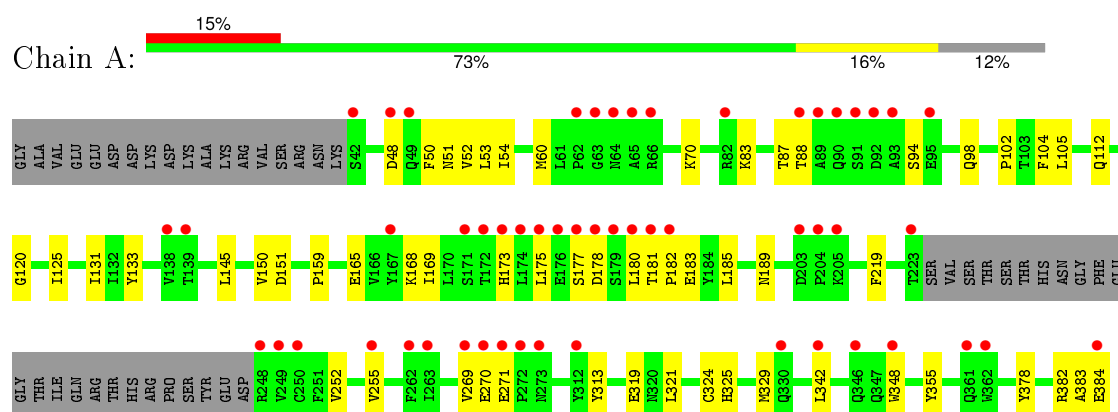 15%
Chain A:
73% 16% 12%
GLY ALA VAL GLU GLU ASP ASP LYS ASP LYS ALA LYS ARG VAL SER ARG ASN LYS S42 D48 Q49 F50 N51 V52 L53 I54 M60 L61 P62 G63 N64 A65 R66 K70 R82 K83 T87 T88 A89 Q90 S91 D92 A93 S94 E95 Q98 P102 T103 F104 L105 Q112
G120 I125 I131 I132 Y133 V138 T139 L145 V150 D151 P159 E165 V166 Y167 K168 I169 L170 S171 T172 H173 L174 L175 E176 S177 D178 S179 L180 T181 P182 E183 Y184 L185 N189 D203 P204 K205 F219 T223 SER VAL SER THR SER THR HIS ASN GLY PHE GLU
GLY THR ILE GLN ARG THR HIS ARG PRO SER TYR GLU ASP R248 V249 C250 F251 V252 V255 F262 I263 V269 E270 E271 P272 N273 Y312 Y313 E319 N320 L321 C324 H325 M329 Q330 L342 Q346 Q347 W348 Y355 Q361 W362 Y378 R382 A383 E384